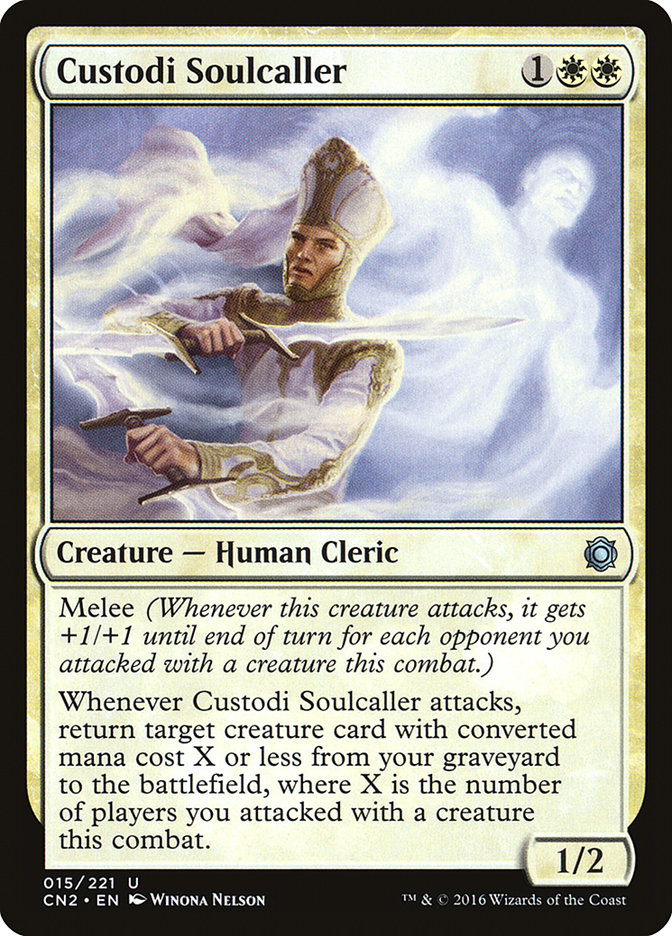 Custodi Soulcaller 1
Creature — Human Cleric
Melee (Whenever this creature attacks, it gets
+1/+1 until end of turn for each opponent you
attacked with a creature this combat.)
Whenever Custodi Soulcaller attacks,
return target creature card with converted
mana cost X or less from your graveyard
to the battlefield, where X is the number
of players you attacked with a creature
this combat.
1/2
015/221 U
CN2 • EN Winona Nelson
™ & © 2016 Wizards of the Coast